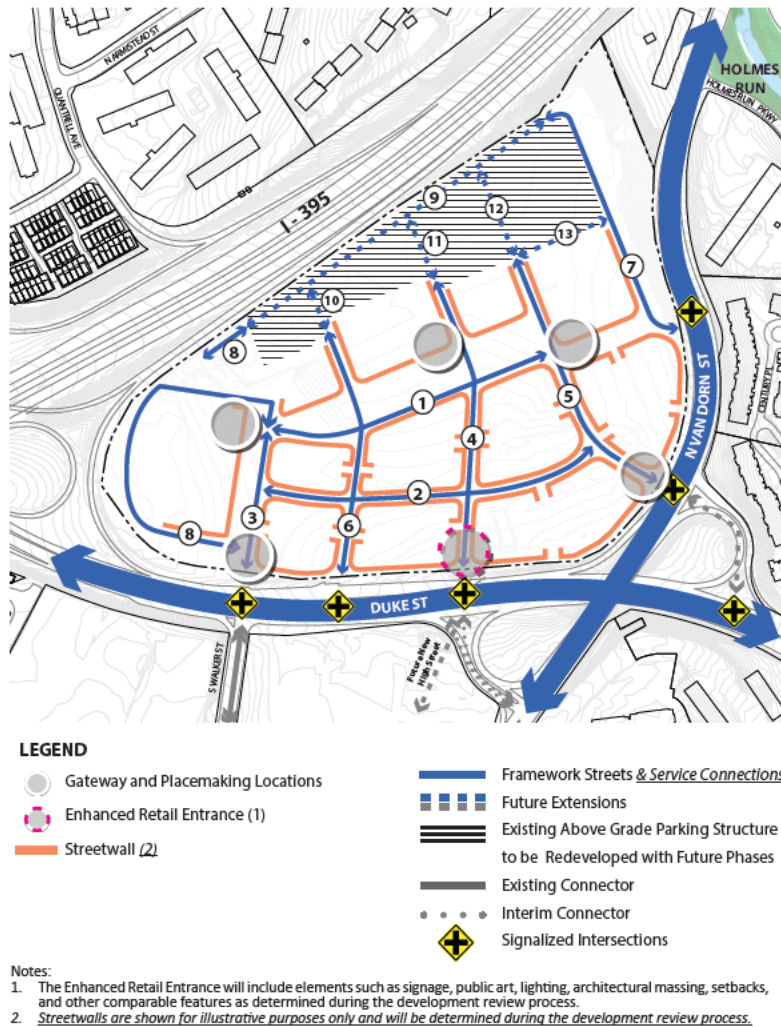 N ARMISTEAD ST
HOLMES
RUN
HOLMES RUN PKWY
QUANTRELL AVE
I - 395
9
12
11
13
7
10
8
1
5
CENTURY PL
N VAN DORN ST
4
2
3
6
8
DUKE ST
S WALKER ST
Future New
High Street
LEGEND
Gateway and Placemaking Locations
Enhanced Retail Entrance (1)
Streetwall (2)
Framework Streets & Service Connections
Future Extensions
Existing Above Grade Parking Structure
to be Redeveloped with Future Phases
Existing Connector
Interim Connector
Signalized Intersections
Notes:
1. The Enhanced Retail Entrance will include elements such as signage, public art, lighting, architectural massing, setbacks,
and other comparable features as determined during the development review process.
2. Streetwalls are shown for illustrative purposes only and will be determined during the development review process.